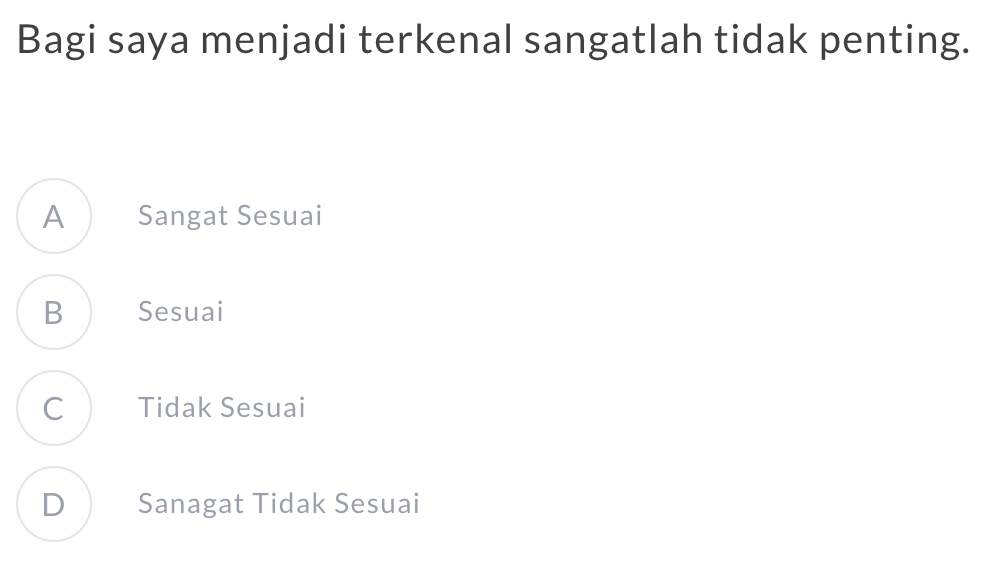 Bagi saya menjadi terkenal sangatlah tidak penting.
A Sangat Sesuai
B Sesuai
C Tidak Sesuai
D Sanagat Tidak Sesuai